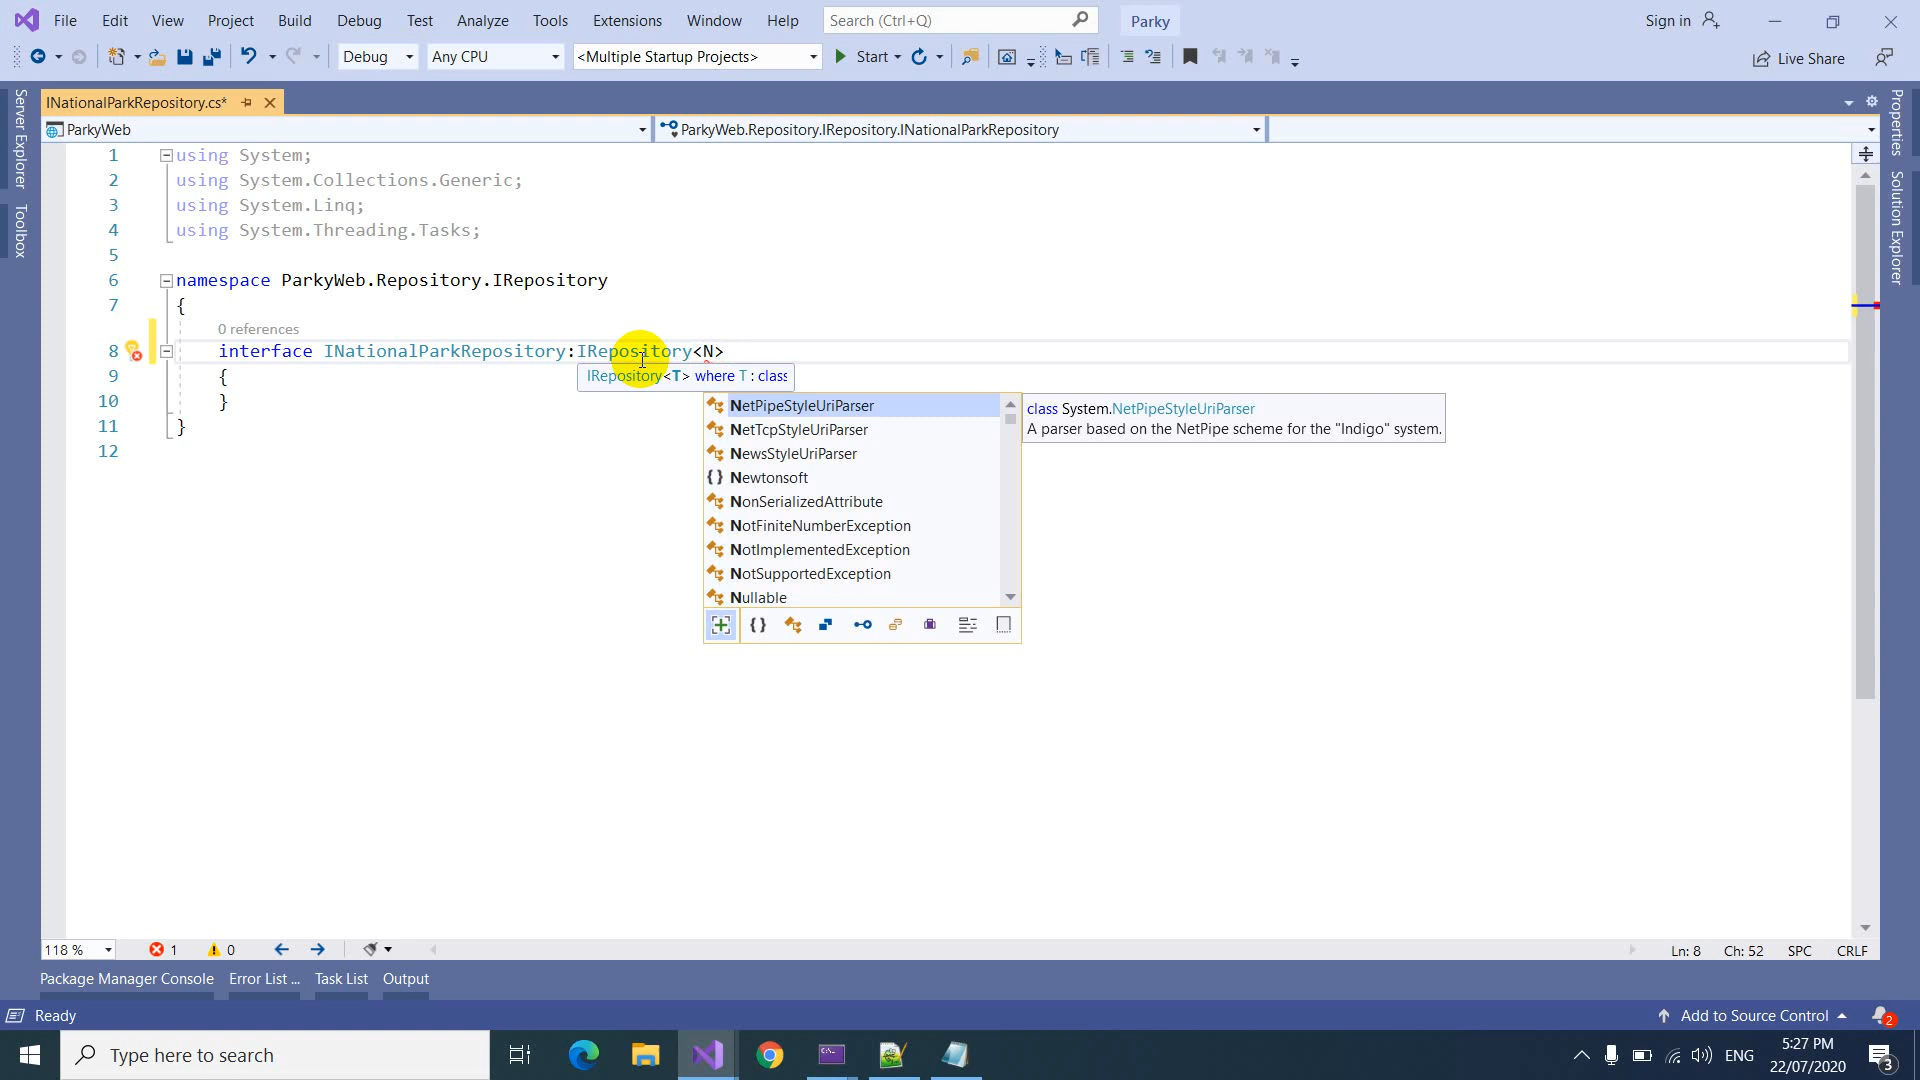 File Edit View Project Build Debug Test Analyze Tools Extensions Window Help Search (Ctrl+Q) Parky Sign in
Debug Any CPU <Multiple Startup Projects> Start Live Share
INationalParkRepository.cs*
ParkyWeb ParkyWeb.Repository.IRepository.INationalParkRepository
Server Explorer
Toolbox
Properties
Solution Explorer
1 using System;
2 using System.Collections.Generic;
3 using System.Linq;
4 using System.Threading.Tasks;
5
6 namespace ParkyWeb.Repository.IRepository
7 {
0 references
8 interface INationalParkRepository:IRepository<N>
9 {
IRepository<T> where T : class
10 }
11 }
12
NetPipeStyleUriParser
NetTcpStyleUriParser
NewsStyleUriParser
{ } Newtonsoft
NonSerializedAttribute
NotFiniteNumberException
NotImplementedException
NotSupportedException
Nullable
class System.NetPipeStyleUriParser
A parser based on the NetPipe scheme for the "Indigo" system.
118 % 1 0 Ln: 8 Ch: 52 SPC CRLF
Package Manager Console Error List ... Task List Output
Ready Add to Source Control 2
Type here to search ENG 5:27 PM
22/07/2020 3